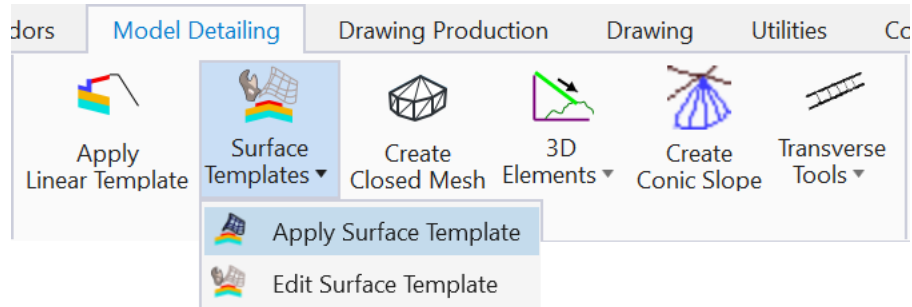 dors Model Detailing Drawing Production Drawing Utilities Co
Apply
Linear Template
Surface
Templates
Create
Closed Mesh
3D
Elements
Create
Conic Slope
Transverse
Tools
Apply Surface Template
Edit Surface Template